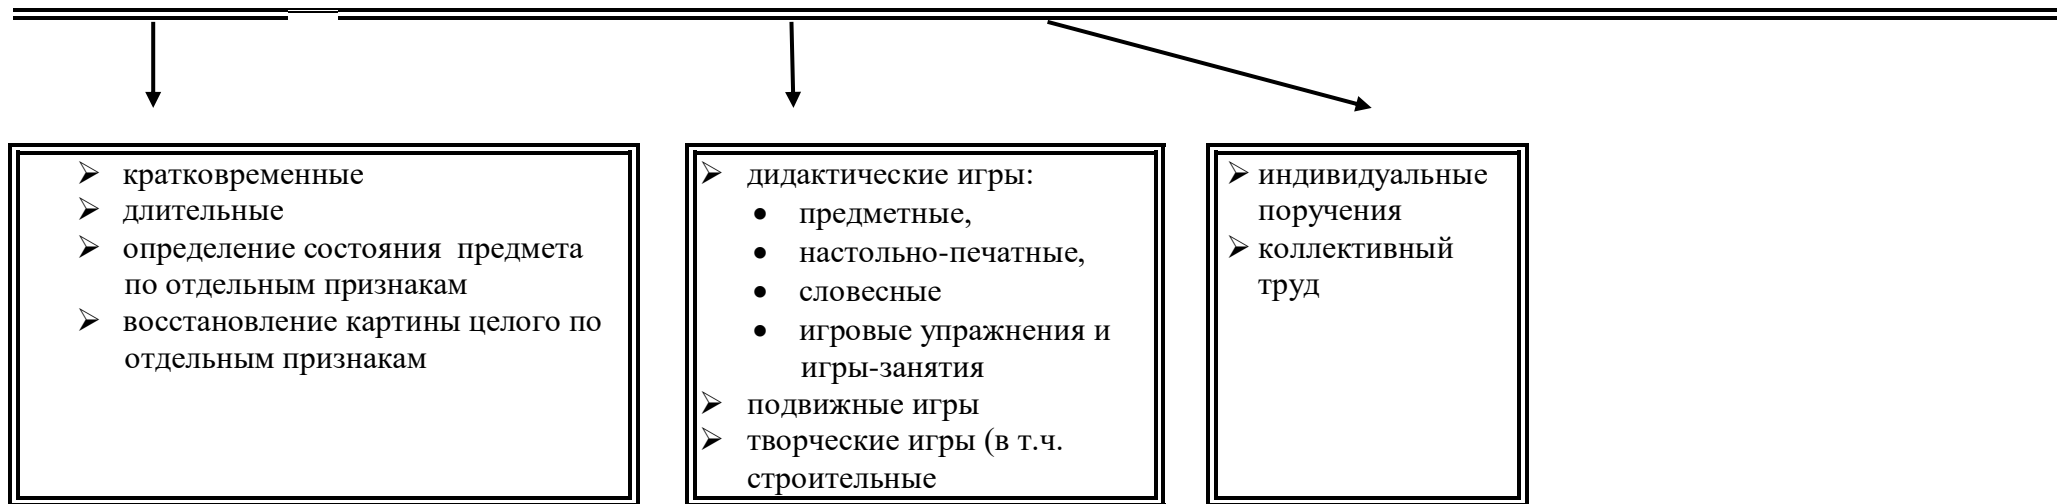 ➢ кратковременные
➢ длительные
➢ определение состояния предмета
по отдельным признакам
➢ восстановление картины целого по
отдельным признакам
➢ дидактические игры:
• предметные,
• настольно-печатные,
• словесные
• игровые упражнения и
игры-занятия
➢ подвижные игры
➢ творческие игры (в т.ч.
строительные
➢ индивидуальные
поручения
➢ коллективный
труд